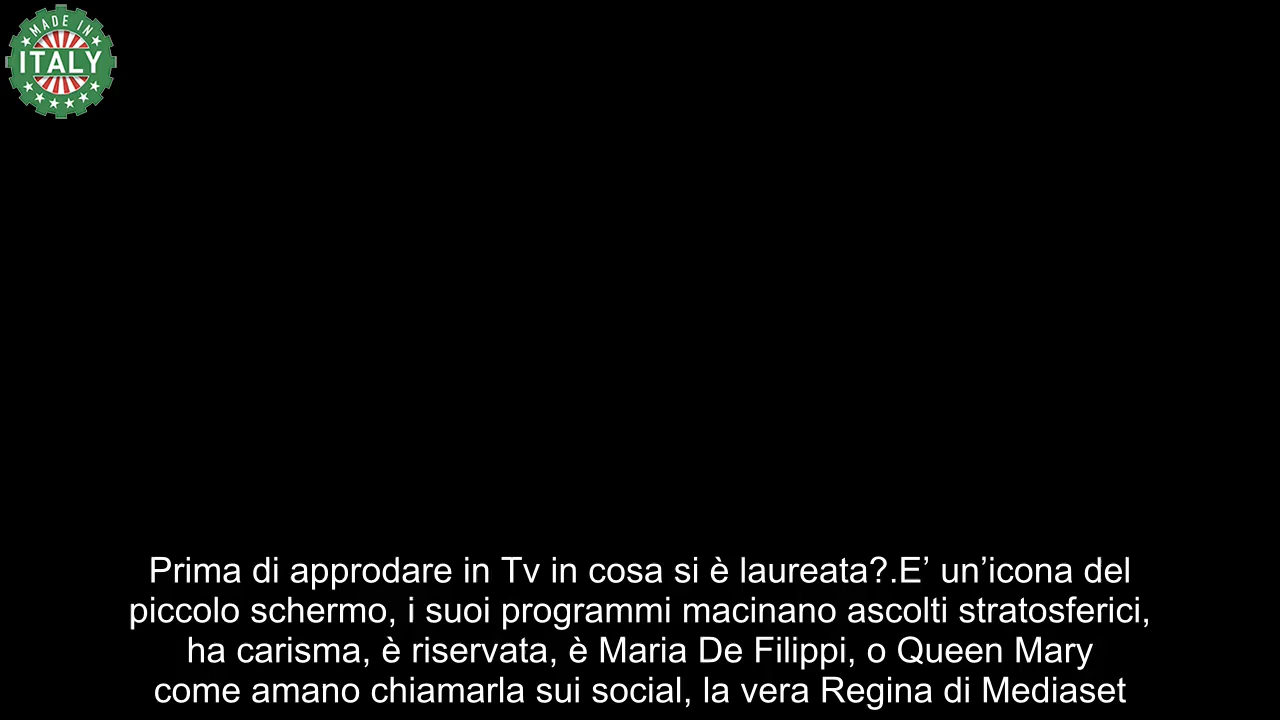 MADE IN
ITALY
Prima di approdare in Tv in cosa si è laureata?.E’ un’icona del
piccolo schermo, i suoi programmi macinano ascolti stratosferici,
ha carisma, è riservata, è Maria De Filippi, o Queen Mary
come amano chiamarla sui social, la vera Regina di Mediaset